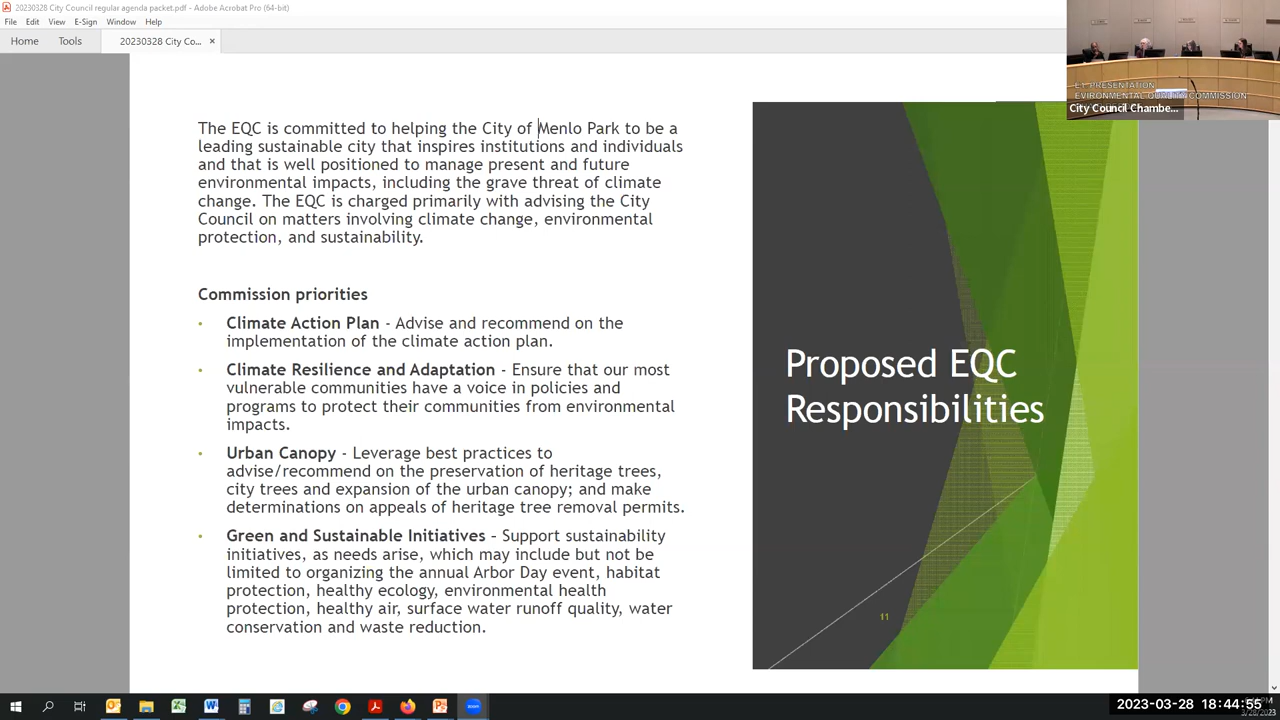 20230328 City Council regular agenda packet.pdf - Adobe Acrobat Pro (64-bit)
File Edit View E-Sign Window Help
Home Tools 20230328 City Co... ×
The EQC is committed to helping the City of Menlo Park to be a
leading sustainable city that inspires institutions and individuals
and that is well positioned to manage present and future
environmental impacts, including the grave threat of climate
change. The EQC is charged primarily with advising the City
Council on matters involving climate change, environmental
protection, and sustainability.
Commission priorities
• Climate Action Plan - Advise and recommend on the
implementation of the climate action plan.
• Climate Resilience and Adaptation - Ensure that our most
vulnerable communities have a voice in policies and
programs to protect their communities from environmental
impacts.
• Urban Canopy - Leverage best practices to
advise/recommend on the preservation of heritage trees,
city trees and expansion of the urban canopy; and make
determinations on appeals of heritage tree removal permits.
• Green and Sustainable Initiatives – Support sustainability
initiatives, as needs arise, which may include but not be
limited to organizing the annual Arbor Day event, habitat
protection, healthy ecology, environmental health
protection, healthy air, surface water runoff quality, water
conservation and waste reduction.
Proposed EQC
Responsibilities
11
PRESENTATION
EVIRONMENTAL QUALITY COMMISSION
City Council Chambe...
2023-03-28 18:44:55